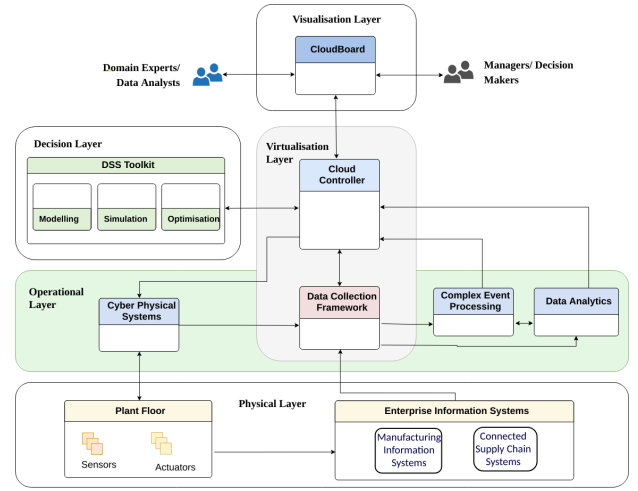 Visualisation Layer
CloudBoard
Domain Experts/
Data Analysts
Managers/ Decision
Makers
Decision Layer
DSS Toolkit
Modelling
Simulation
Optimisation
Virtualisation
Layer
Cloud
Controller
Operational
Layer
Cyber Physical
Systems
Data Collection
Framework
Complex Event
Processing
Data Analytics
Physical Layer
Plant Floor
Sensors
Actuators
Enterprise Information Systems
Manufacturing
Information
Systems
Connected
Supply Chain
Systems